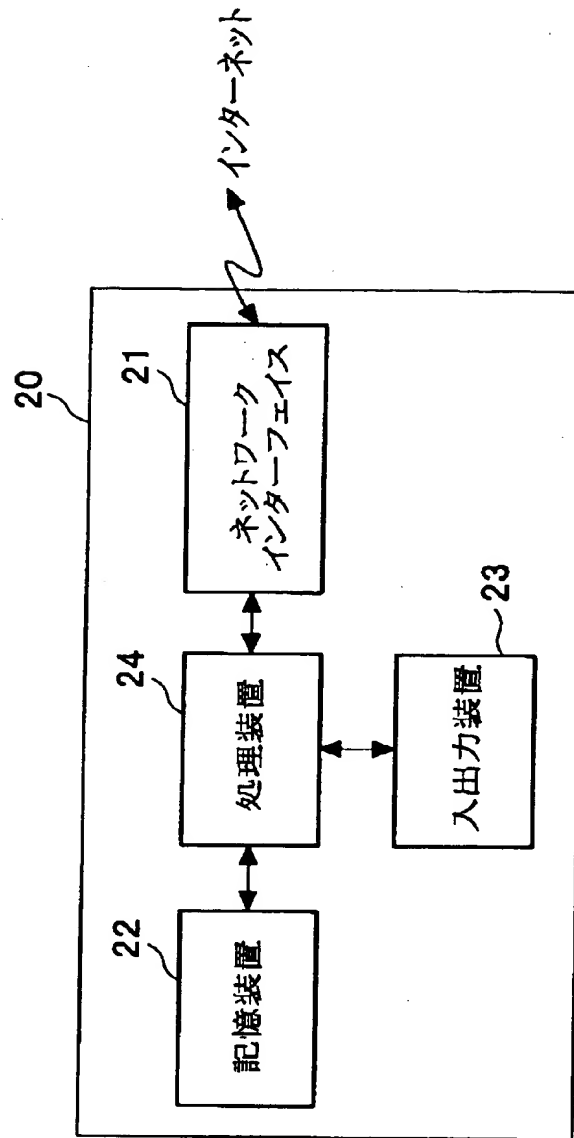 20
22
記憶装置
24
処理装置
21
ネットワーク
インターフェイス
インターネット
23
入出力装置